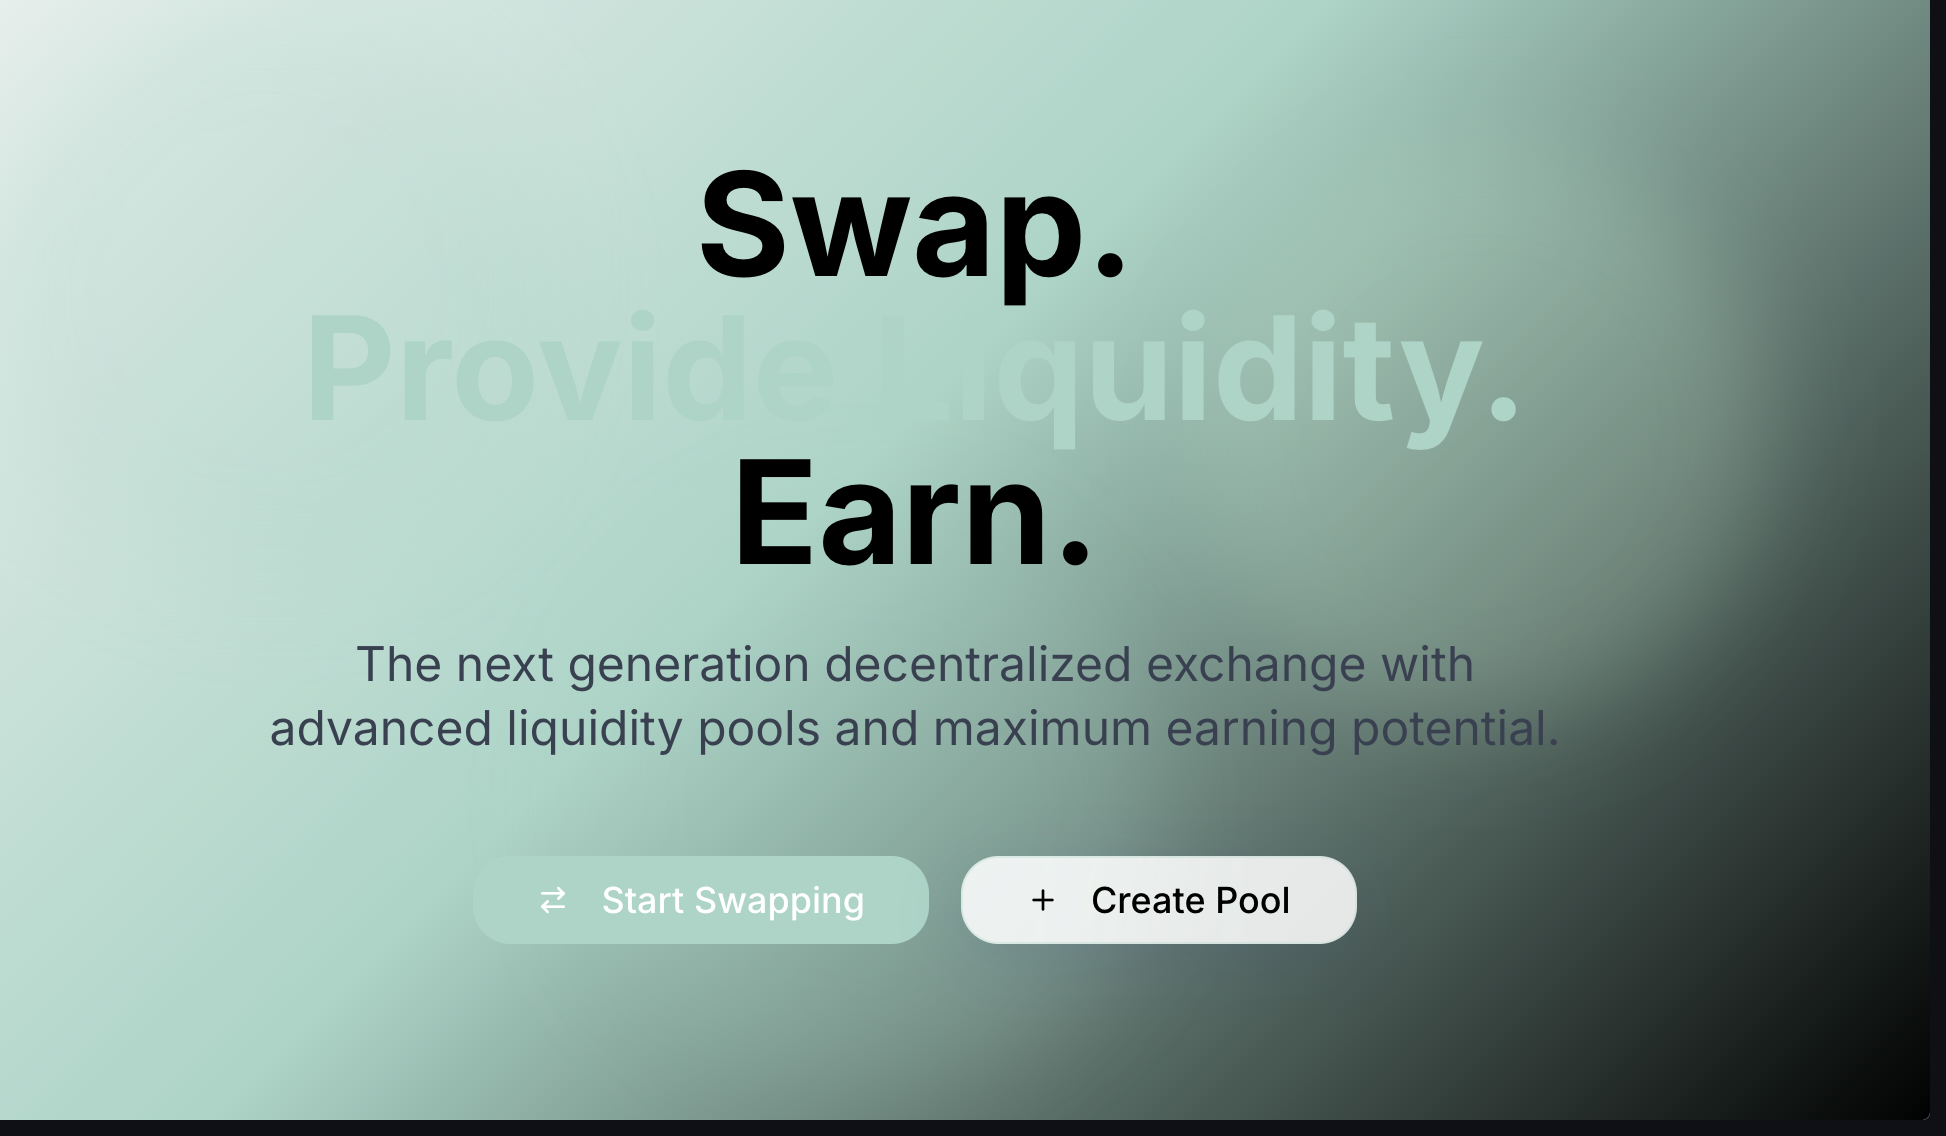 Swap.
Provide Liquidity.
Earn.
The next generation decentralized exchange with
advanced liquidity pools and maximum earning potential.
Start Swapping
Create Pool